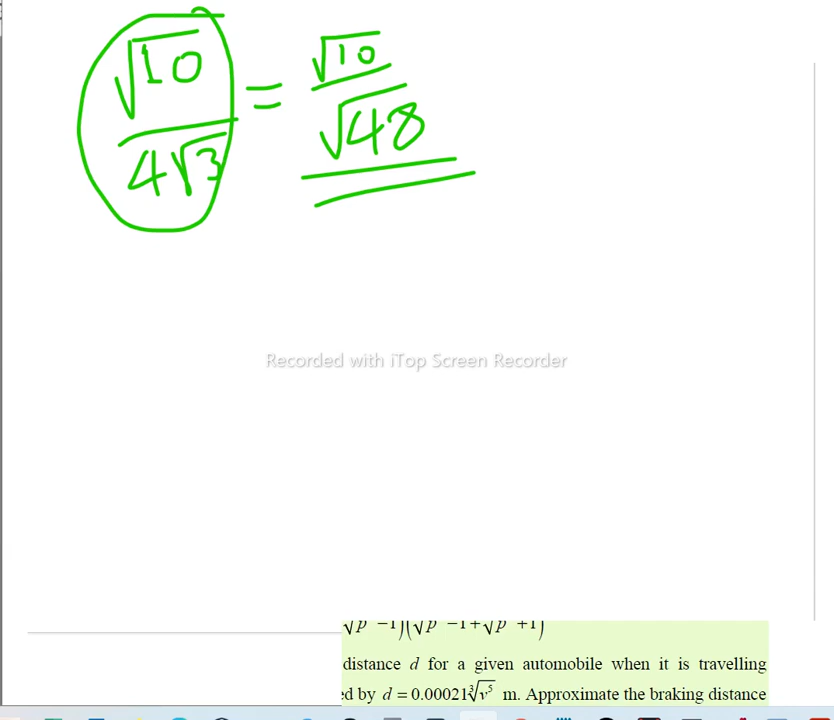 √10/4√3 = √10/√48
Recorded with iTop Screen Recorder
distance d for a given automobile when it is travelling
d by d = 0.00021∛v⁵ m. Approximate the braking distance